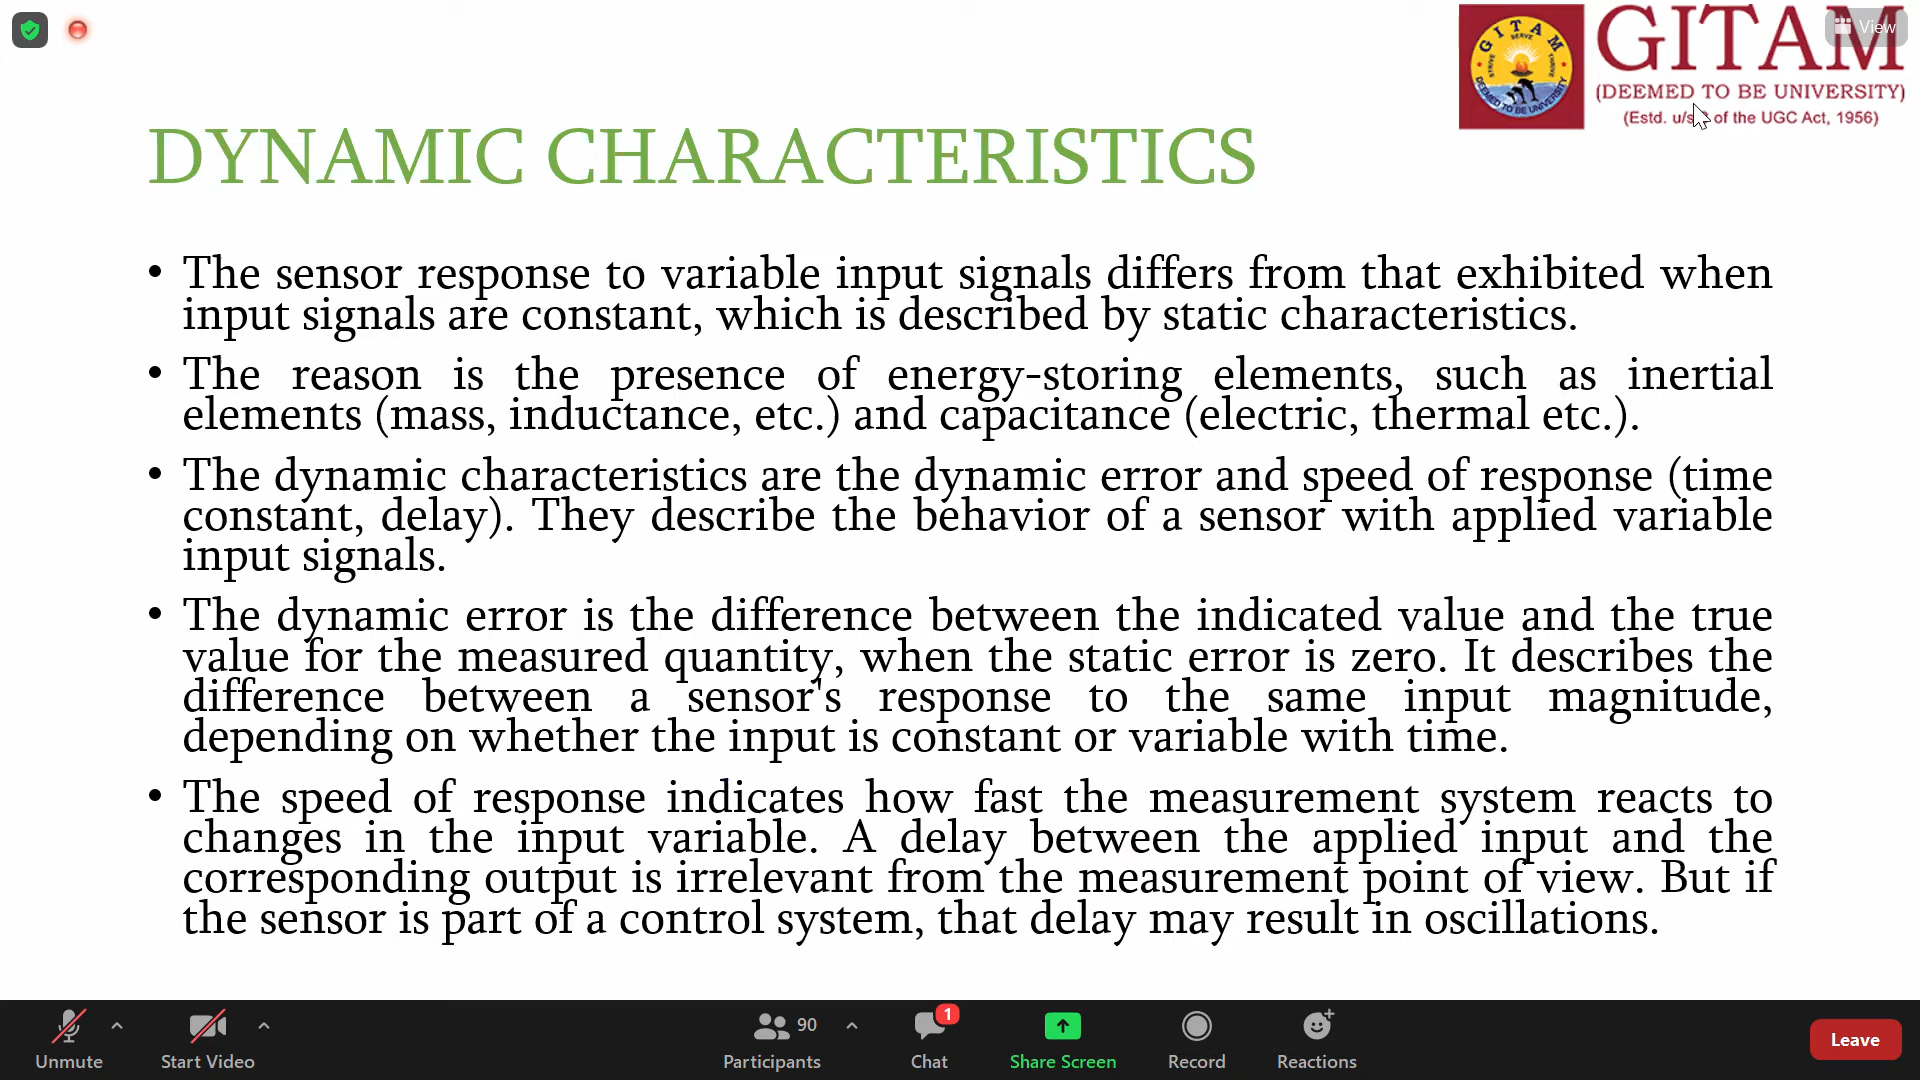 GITAM
View
(DEEMED TO BE UNIVERSITY)
(Estd. u/s of the UGC Act, 1956)
GITAM
SERVE
STRIVE
THRIVE
DEEMED TO BE UNIVERSITY
DYNAMIC CHARACTERISTICS
• The sensor response to variable input signals differs from that exhibited when
input signals are constant, which is described by static characteristics.
• The reason is the presence of energy-storing elements, such as inertial
elements (mass, inductance, etc.) and capacitance (electric, thermal etc.).
• The dynamic characteristics are the dynamic error and speed of response (time
constant, delay). They describe the behavior of a sensor with applied variable
input signals.
• The dynamic error is the difference between the indicated value and the true
value for the measured quantity, when the static error is zero. It describes the
difference between a sensor's response to the same input magnitude,
depending on whether the input is constant or variable with time.
• The speed of response indicates how fast the measurement system reacts to
changes in the input variable. A delay between the applied input and the
corresponding output is irrelevant from the measurement point of view. But if
the sensor is part of a control system, that delay may result in oscillations.
90
1
Unmute
Start Video
Participants
Chat
Share Screen
Record
Reactions
Leave